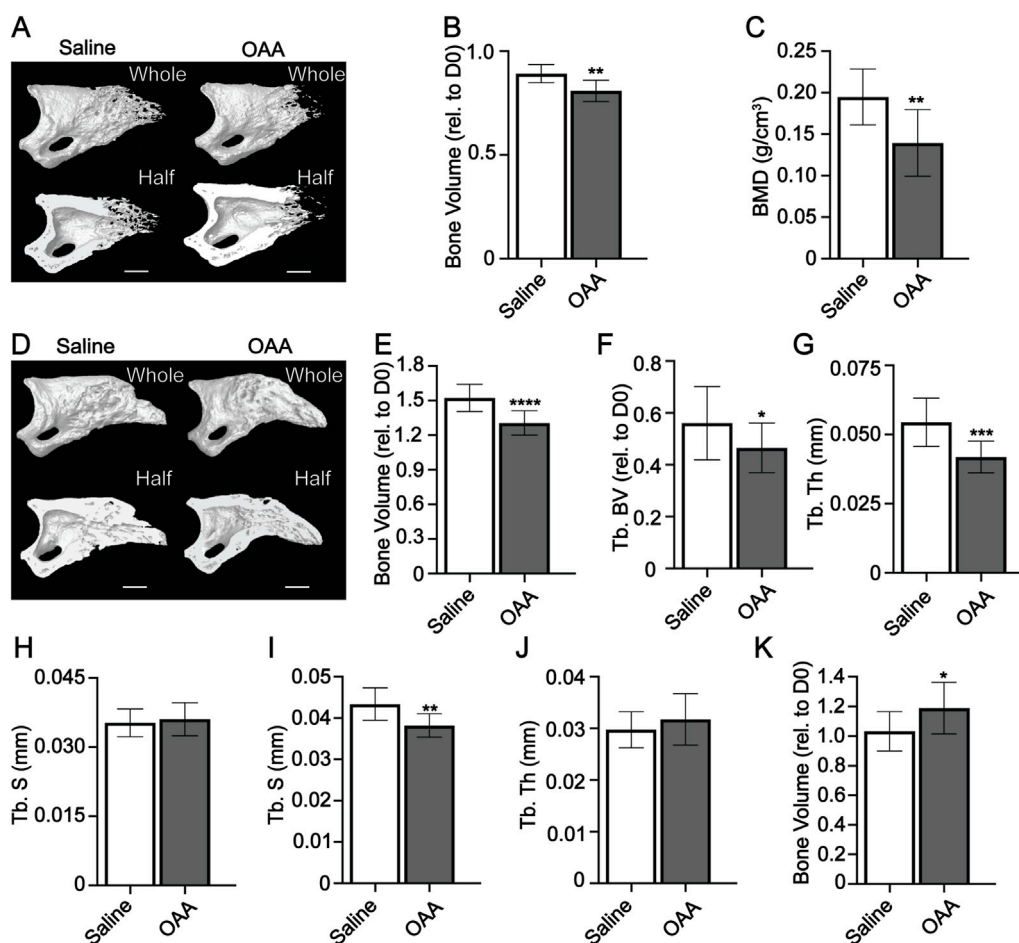 A
Saline OAA
Whole Whole
Half Half
B
Bone Volume (rel. to D0)
1.0
0.5
0
**
Saline OAA
C
BMD (g/cm³)
0.25
0.20
0.15
0.10
0.05
0.00
**
Saline OAA
D
Saline OAA
Whole Whole
Half Half
E
Bone Volume (rel. to D0)
1.8
1.5
1.2
0.9
0.6
0.3
0
****
Saline OAA
F
Tb. BV (rel. to D0)
0.8
0.6
0.4
0.2
0
*
Saline OAA
G
Tb. Th (mm)
0.075
0.050
0.025
0
***
Saline OAA
H
Tb. S (mm)
0.045
0.030
0.015
0
Saline OAA
I
Tb. S (mm)
0.05
0.04
0.03
0.02
0.01
0
**
Saline OAA
J
Tb. Th (mm)
0.04
0.03
0.02
0.01
0
Saline OAA
K
Bone Volume (rel. to D0)
1.4
1.2
1.0
0.8
0.6
0.4
0.2
0
*
Saline OAA